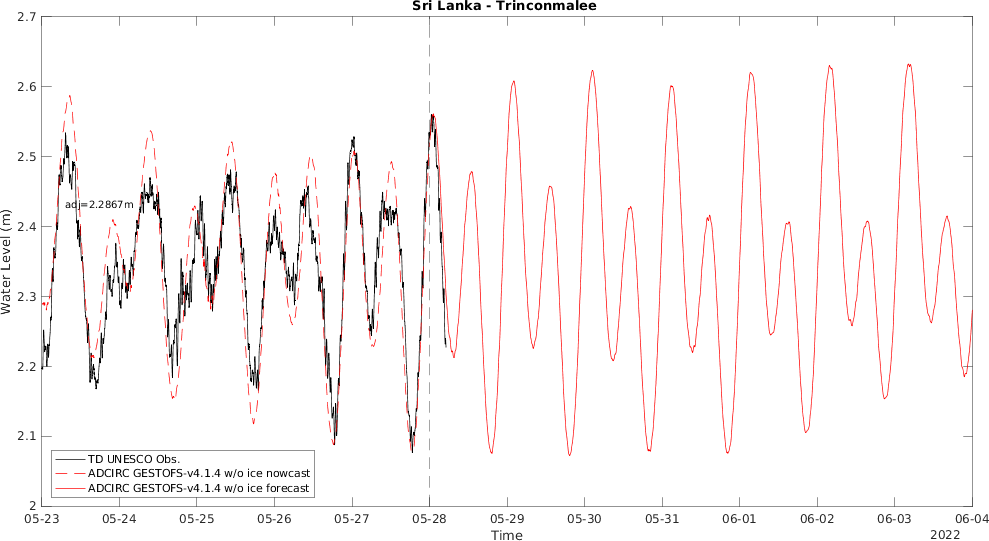 Sri Lanka - Trinconmalee
2.7
2.6
2.5
2.4
2.3
2.2
2.1
2
Water Level (m)
adj=2.2867m
TD UNESCO Obs.
ADCIRC GESTOFS-v4.1.4 w/o ice nowcast
ADCIRC GESTOFS-v4.1.4 w/o ice forecast
05-23 05-24 05-25 05-26 05-27 05-28 05-29 05-30 05-31 06-01 06-02 06-03 06-04
Time
2022